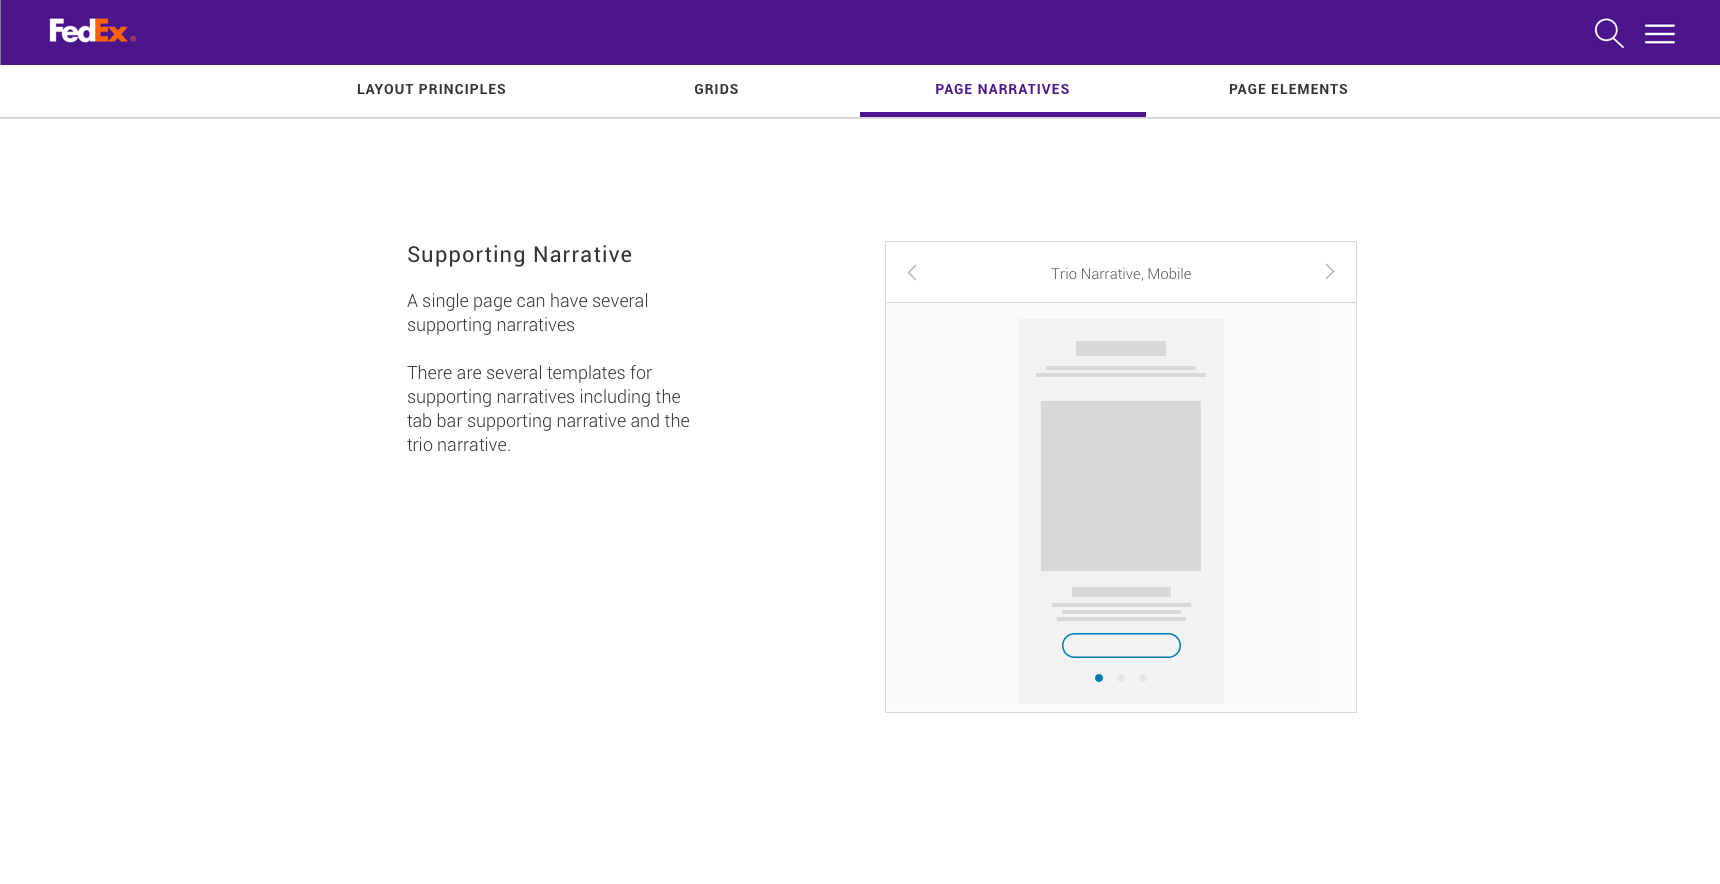 FedEx®
LAYOUT PRINCIPLES
GRIDS
PAGE NARRATIVES
PAGE ELEMENTS
Supporting Narrative
A single page can have several
supporting narratives
There are several templates for
supporting narratives including the
tab bar supporting narrative and the
trio narrative.
Trio Narrative, Mobile